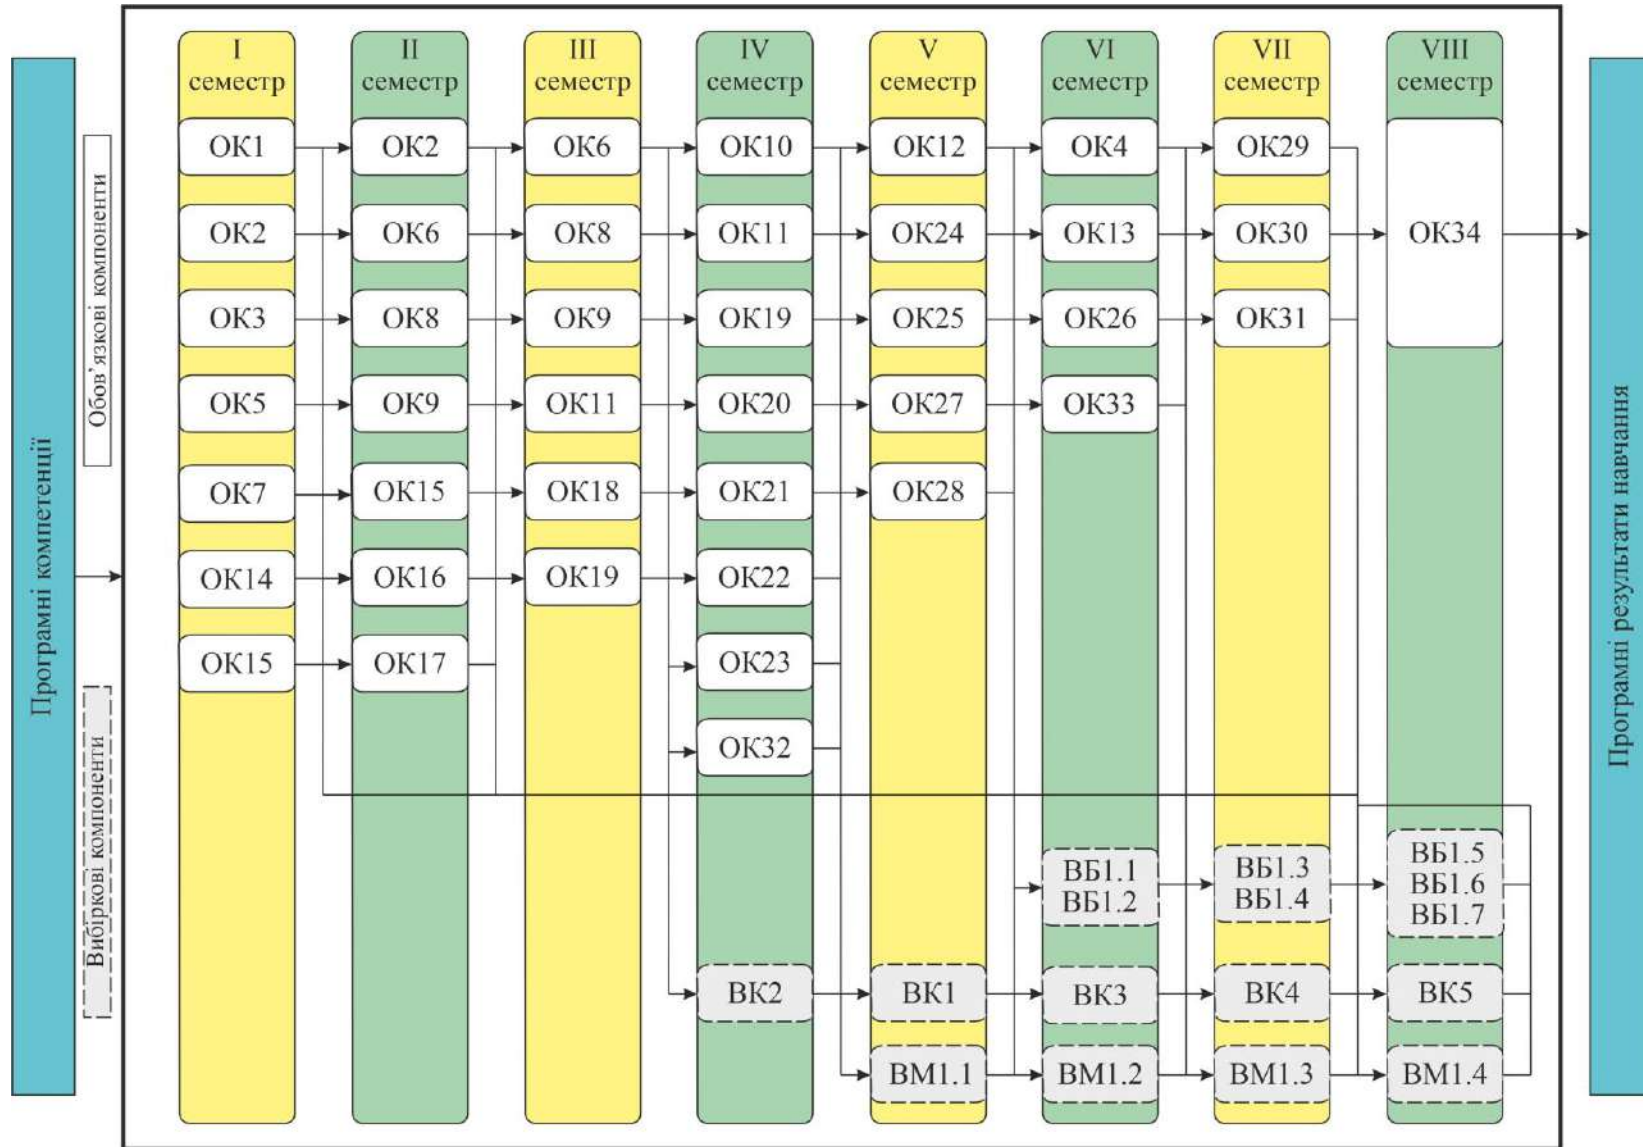 Програмні компетенції
Обов’язкові компоненти
Вибіркові компоненти
I
семестр
ОК1
ОК2
ОК3
ОК5
ОК7
ОК14
ОК15
II
семестр
ОК2
ОК6
ОК8
ОК9
ОК15
ОК16
ОК17
III
семестр
ОК6
ОК8
ОК9
ОК11
ОК18
ОК19
IV
семестр
ОК10
ОК11
ОК19
ОК20
ОК21
ОК22
ОК23
ОК32
ВК2
V
семестр
ОК12
ОК24
ОК25
ОК27
ОК28
ВК1
ВМ1.1
VI
семестр
ОК4
ОК13
ОК26
ОК33
ВБ1.1
ВБ1.2
ВК3
ВМ1.2
VII
семестр
ОК29
ОК30
ОК31
ВБ1.3
ВБ1.4
ВК4
ВМ1.3
VIII
семестр
ОК34
ВБ1.5
ВБ1.6
ВБ1.7
ВК5
ВМ1.4
Програмні результати навчання